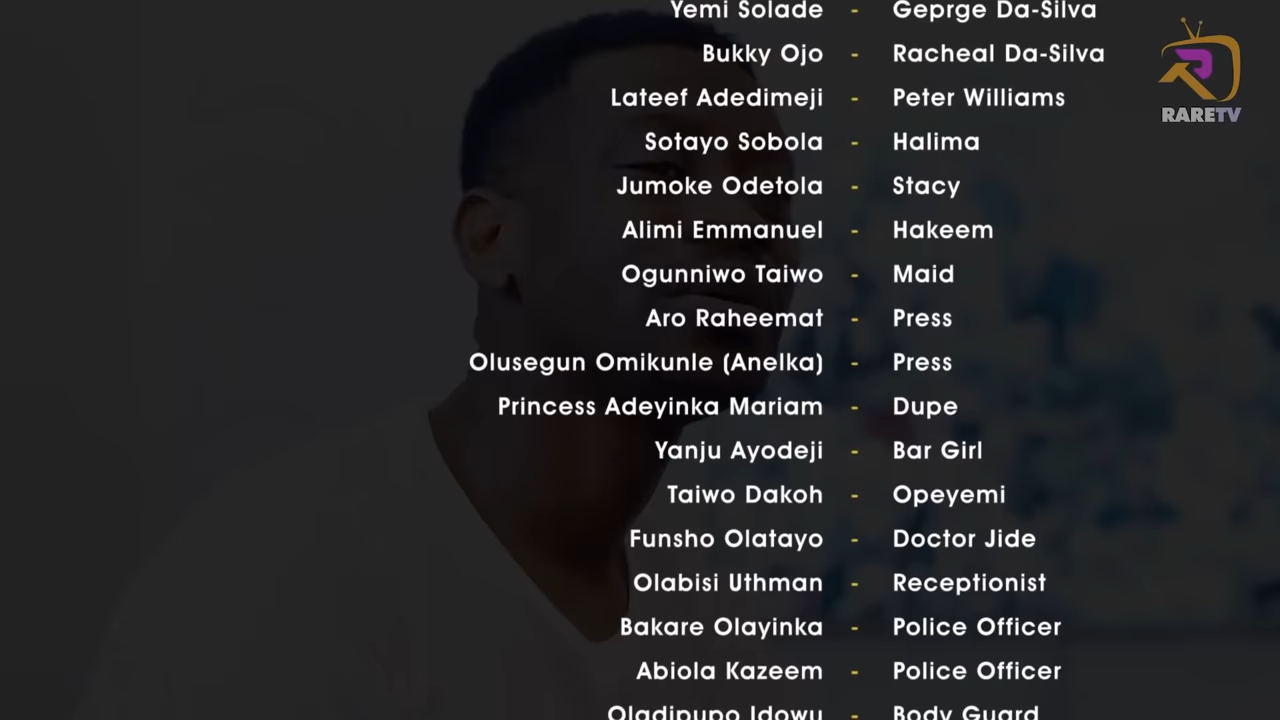 Yemi Solade - Geprge Da-Silva
Bukky Ojo - Racheal Da-Silva
Lateef Adedimeji - Peter Williams
Sotayo Sobola - Halima
Jumoke Odetola - Stacy
Alimi Emmanuel - Hakeem
Ogunniwo Taiwo - Maid
Aro Raheemat - Press
Olusegun Omikunle (Anelka) - Press
Princess Adeyinka Mariam - Dupe
Yanju Ayodeji - Bar Girl
Taiwo Dakoh - Opeyemi
Funsho Olatayo - Doctor Jide
Olabisi Uthman - Receptionist
Bakare Olayinka - Police Officer
Abiola Kazeem - Police Officer
Oladipupo Idowu - Body Guard
RARETV